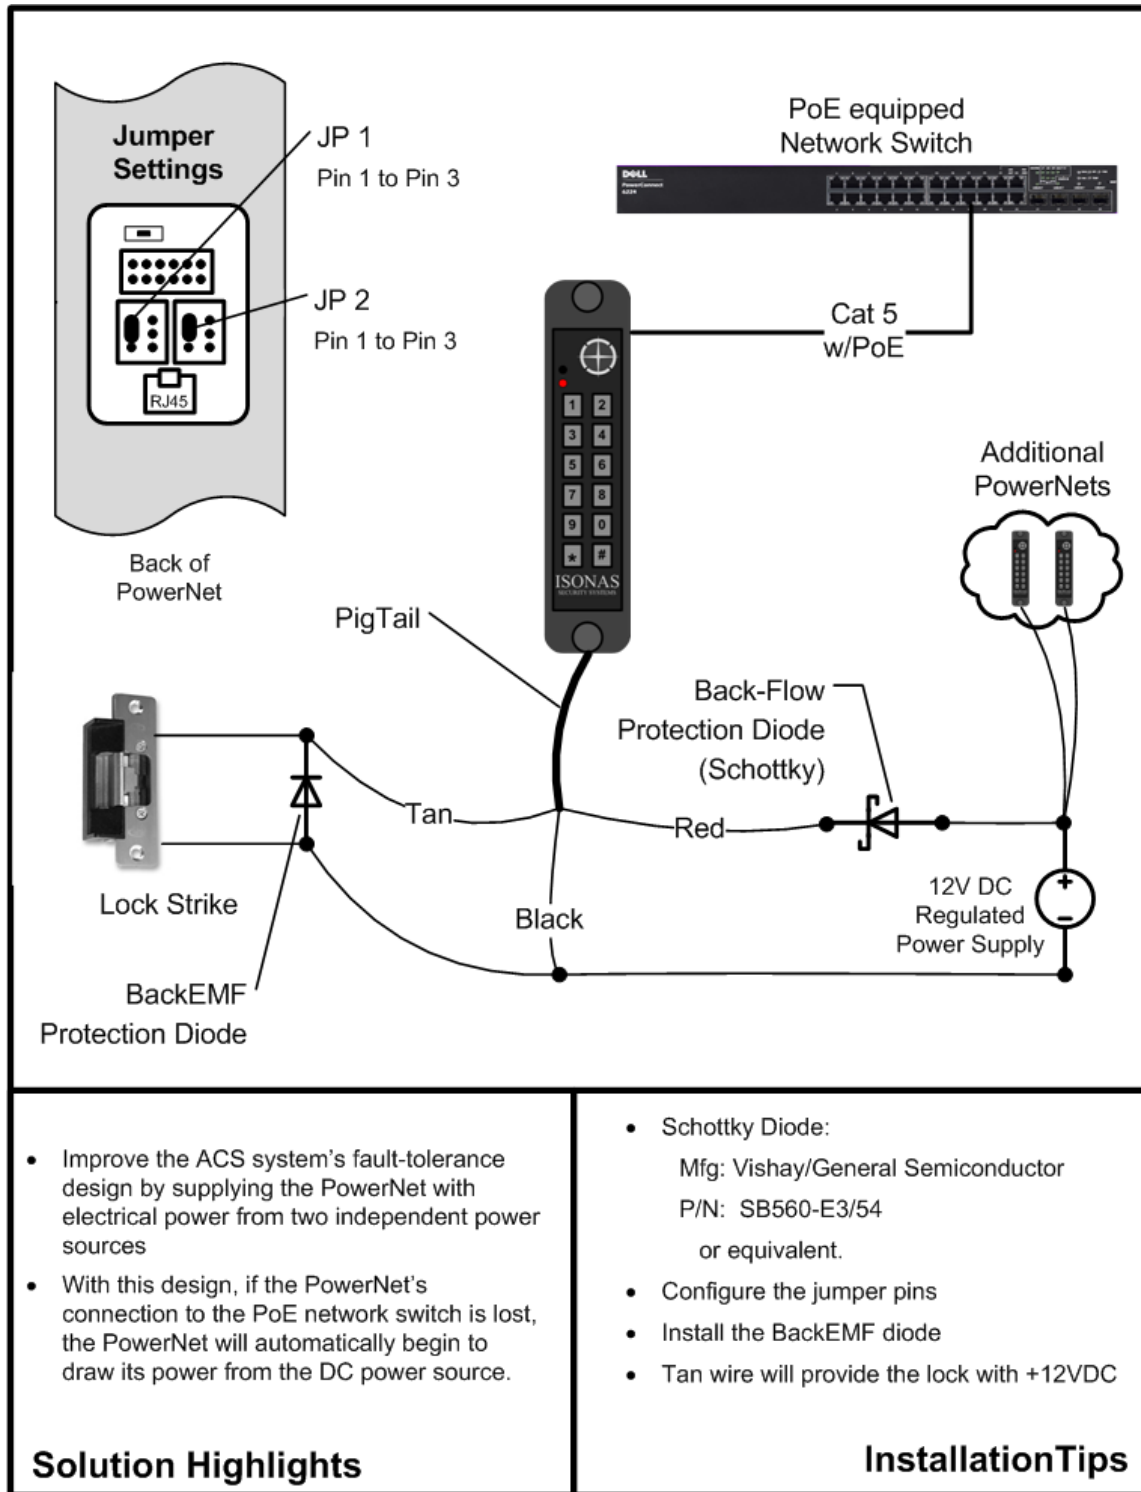 Jumper
Settings
JP 1
Pin 1 to Pin 3
JP 2
Pin 1 to Pin 3
RJ45
Back of
PowerNet
PoE equipped
Network Switch
DELL
PowerConnect
6224
Cat 5
w/PoE
1 2
3 4
5 6
7 8
9 0
* #
ISONAS
SECURITY SYSTEMS
Additional
PowerNets
PigTail
Back-Flow
Protection Diode
(Schottky)
Tan
Red
Black
Lock Strike
12V DC
Regulated
Power Supply
+
−
BackEMF
Protection Diode
• Improve the ACS system's fault-tolerance
design by supplying the PowerNet with
electrical power from two independent power
sources
• With this design, if the PowerNet's
connection to the PoE network switch is lost,
the PowerNet will automatically begin to
draw its power from the DC power source.
Solution Highlights
• Schottky Diode:
Mfg: Vishay/General Semiconductor
P/N: SB560-E3/54
or equivalent.
• Configure the jumper pins
• Install the BackEMF diode
• Tan wire will provide the lock with +12VDC
InstallationTips